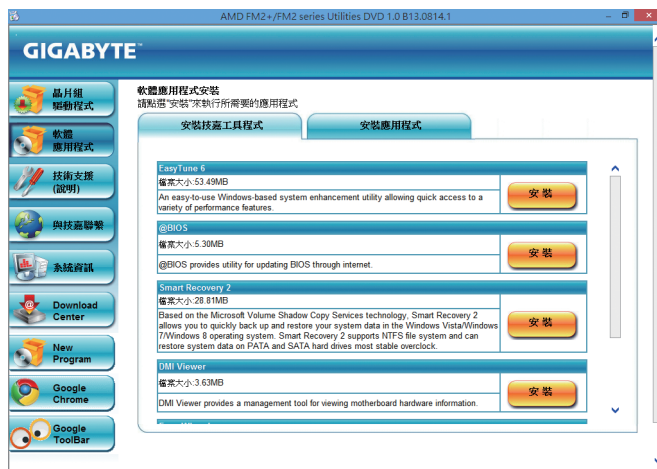 AMD FM2+/FM2 series Utilities DVD 1.0 B13.0814.1
GIGABYTE™
晶片組
驅動程式
軟體
應用程式
技術支援
(說明)
與技嘉聯繫
系統資訊
Download
Center
New
Program
Google
Chrome
Google
ToolBar
軟體應用程式安裝
請點選"安裝"來執行所需要的應用程式
安裝技嘉工具程式
安裝應用程式
EasyTune 6
檔案大小:53.49MB
An easy-to-use Windows-based system enhancement utility allowing quick access to a
variety of performance features.
安裝
@BIOS
檔案大小:5.30MB
@BIOS provides utility for updating BIOS through internet.
安裝
Smart Recovery 2
檔案大小:28.81MB
Based on the Microsoft Volume Shadow Copy Services technology, Smart Recovery 2
allows you to quickly back up and restore your system data in the Windows Vista/Windows
7/Windows 8 operating system. Smart Recovery 2 supports NTFS file system and can
restore system data on PATA and SATA hard drives most stable overclock.
安裝
DMI Viewer
檔案大小:3.63MB
DMI Viewer provides a management tool for viewing motherboard hardware information.
安裝